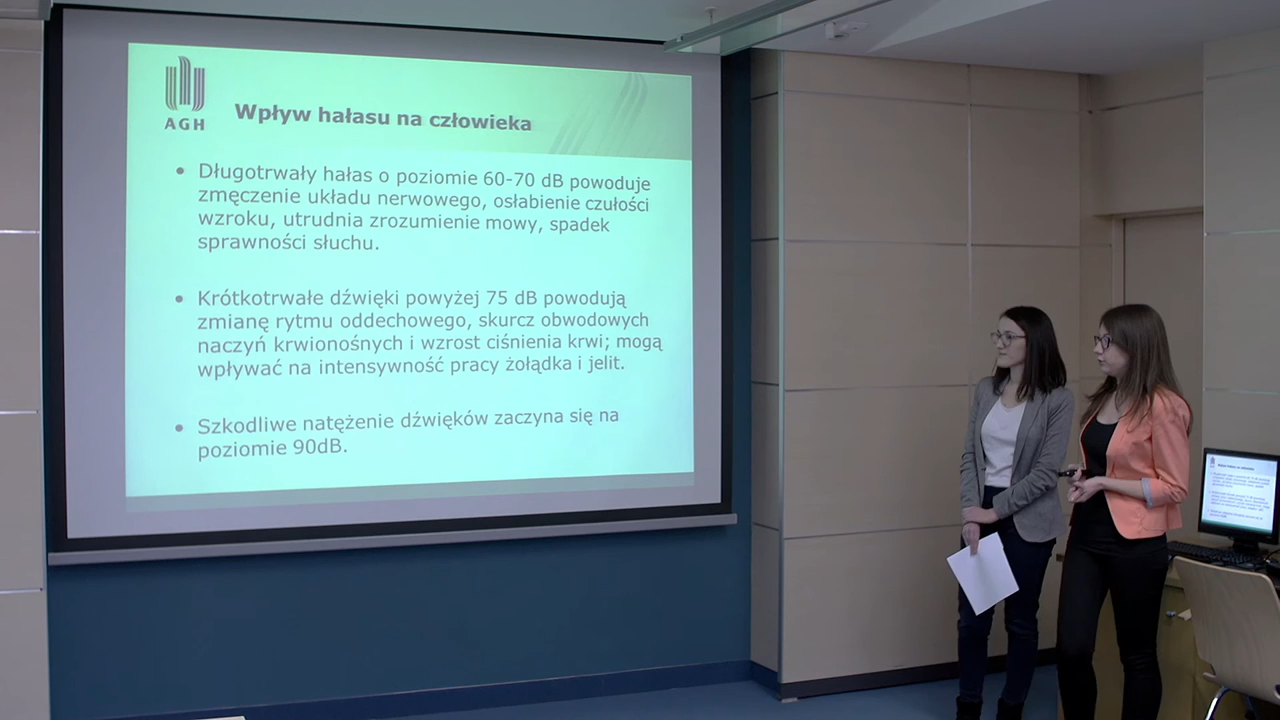 AGH
Wpływ hałasu na człowieka
• Długotrwały hałas o poziomie 60-70 dB powoduje
zmęczenie układu nerwowego, osłabienie czułości
wzroku, utrudnia zrozumienie mowy, spadek
sprawności słuchu.
• Krótkotrwałe dźwięki powyżej 75 dB powodują
zmianę rytmu oddechowego, skurcz obwodowych
naczyń krwionośnych i wzrost ciśnienia krwi; mogą
wpływać na intensywność pracy żołądka i jelit.
• Szkodliwe natężenie dźwięków zaczyna się na
poziomie 90dB.